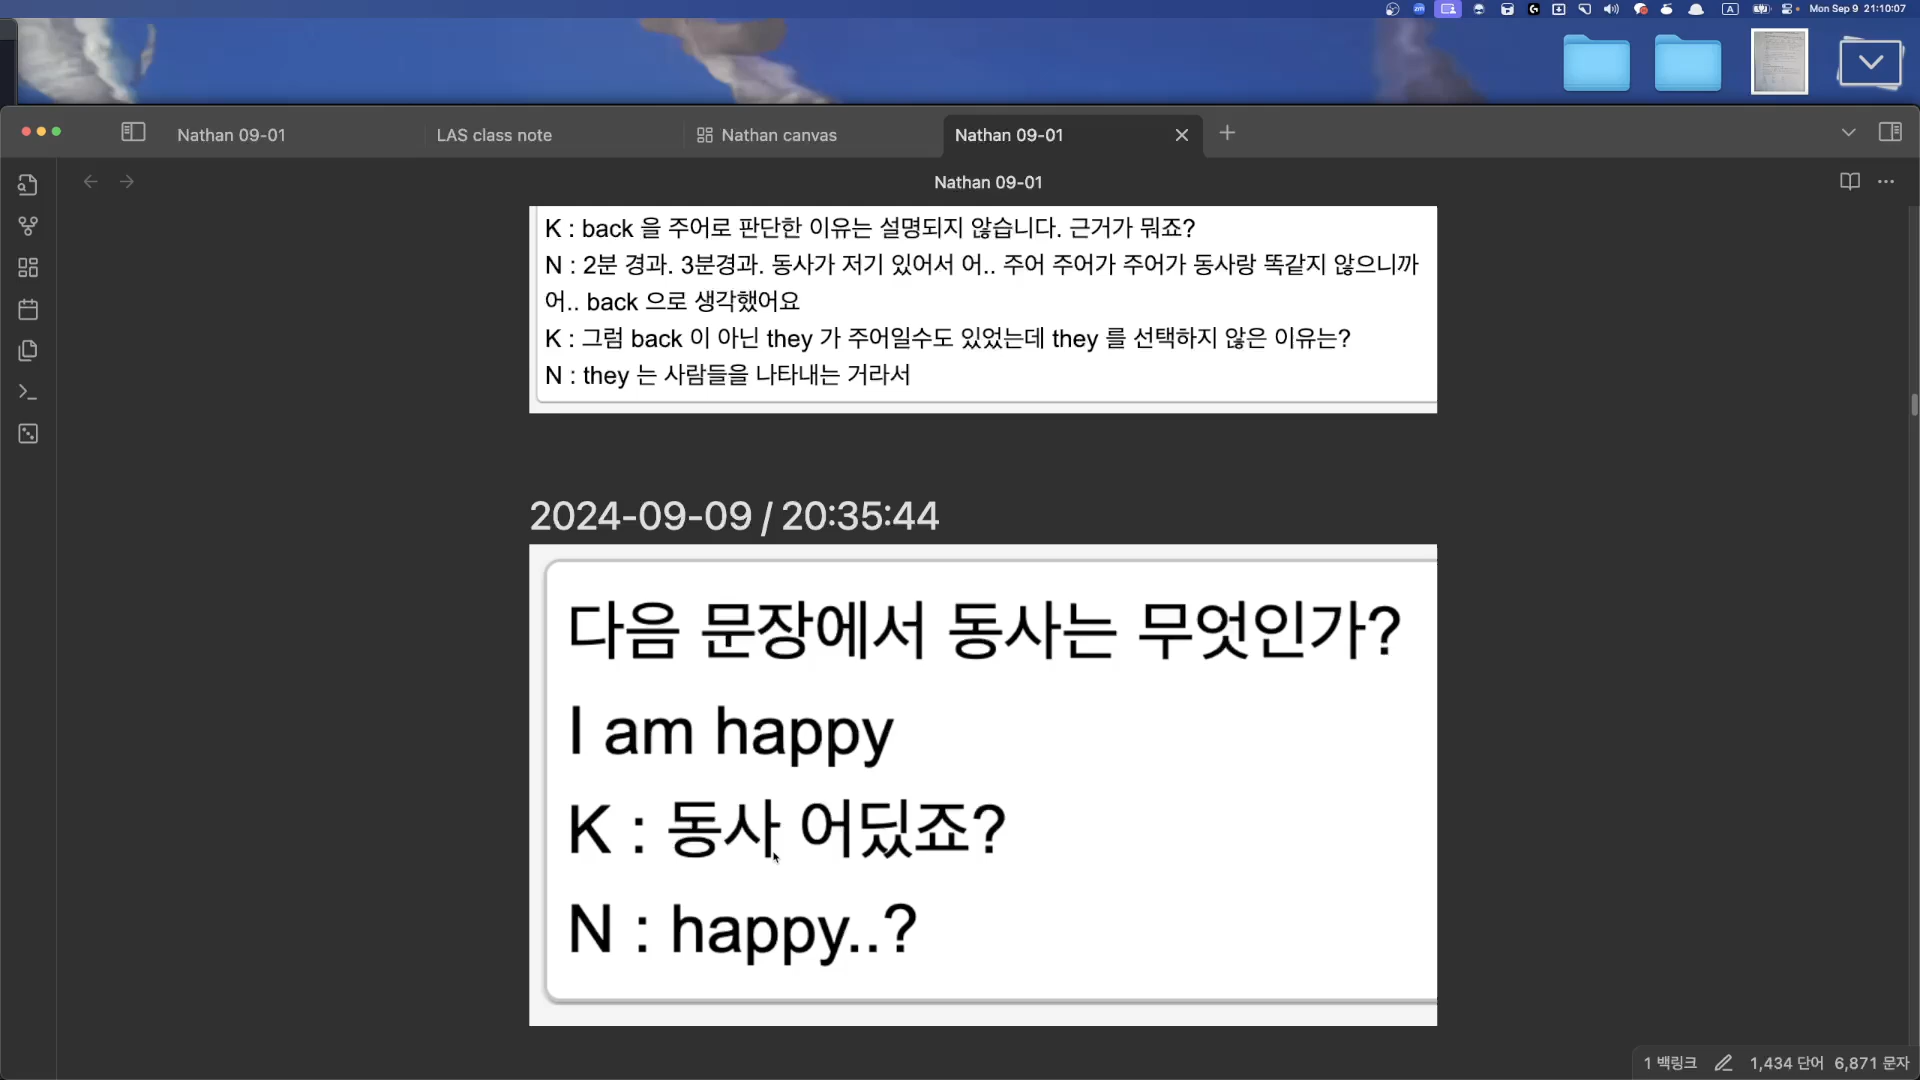 Mon Sep 9 21:10:07
Nathan 09-01
LAS class note
Nathan canvas
Nathan 09-01
Nathan 09-01
K : back 을 주어로 판단한 이유는 설명되지 않습니다. 근거가 뭐죠?
N : 2분 경과. 3분경과. 동사가 저기 있어서 어.. 주어 주어가 주어가 동사랑 똑같지 않으니까
어.. back 으로 생각했어요
K : 그럼 back 이 아닌 they 가 주어일수도 있었는데 they 를 선택하지 않은 이유는?
N : they 는 사람들을 나타내는 거라서
2024-09-09 / 20:35:44
다음 문장에서 동사는 무엇인가?
I am happy
K : 동사 어딨죠?
N : happy..?
1 백링크 1,434 단어 6,871 문자